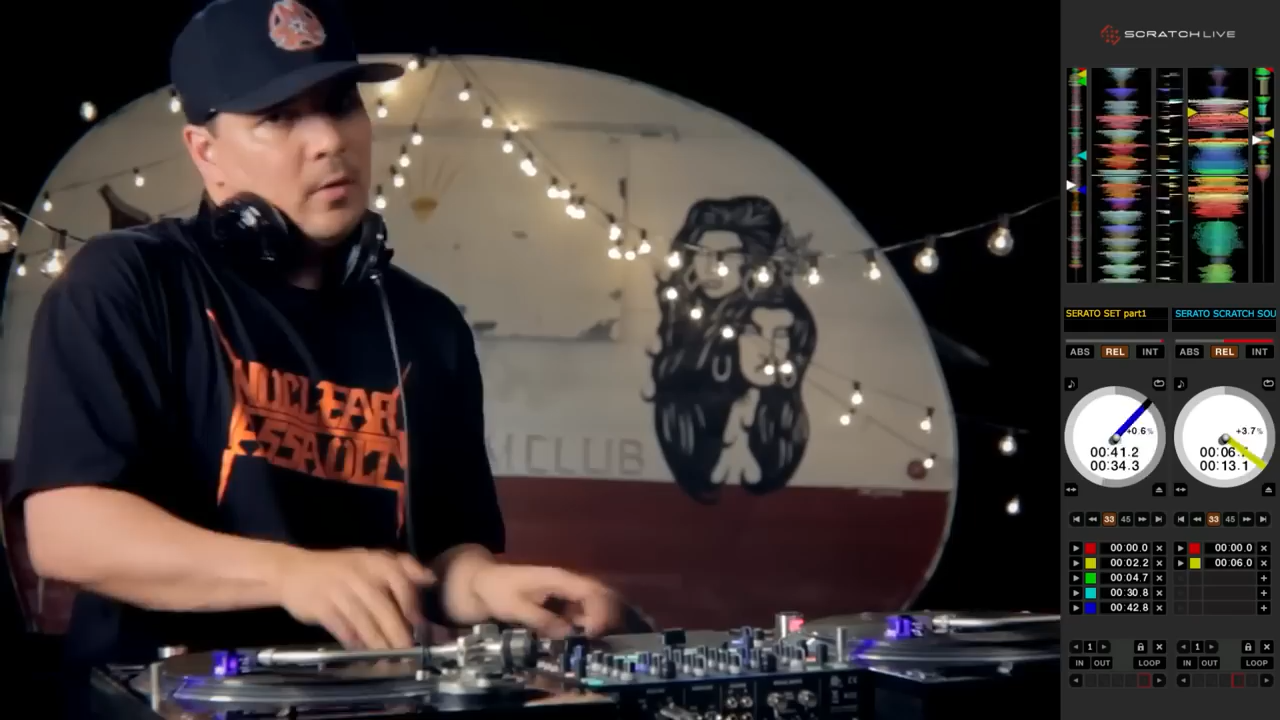 SCRATCH LIVE
NUCLEAR
ASSAULT
CLUB
SERATO SET part1
SERATO SCRATCH SOU
ABS REL INT
ABS REL INT
+0.6%
00:41.2
00:34.3
+3.7%
00:06.
00:13.1
33 45
33 45
00:00.0
00:02.2
00:04.7
00:30.8
00:42.8
00:00.0
00:06.0
1
IN OUT LOOP
1
IN OUT LOOP